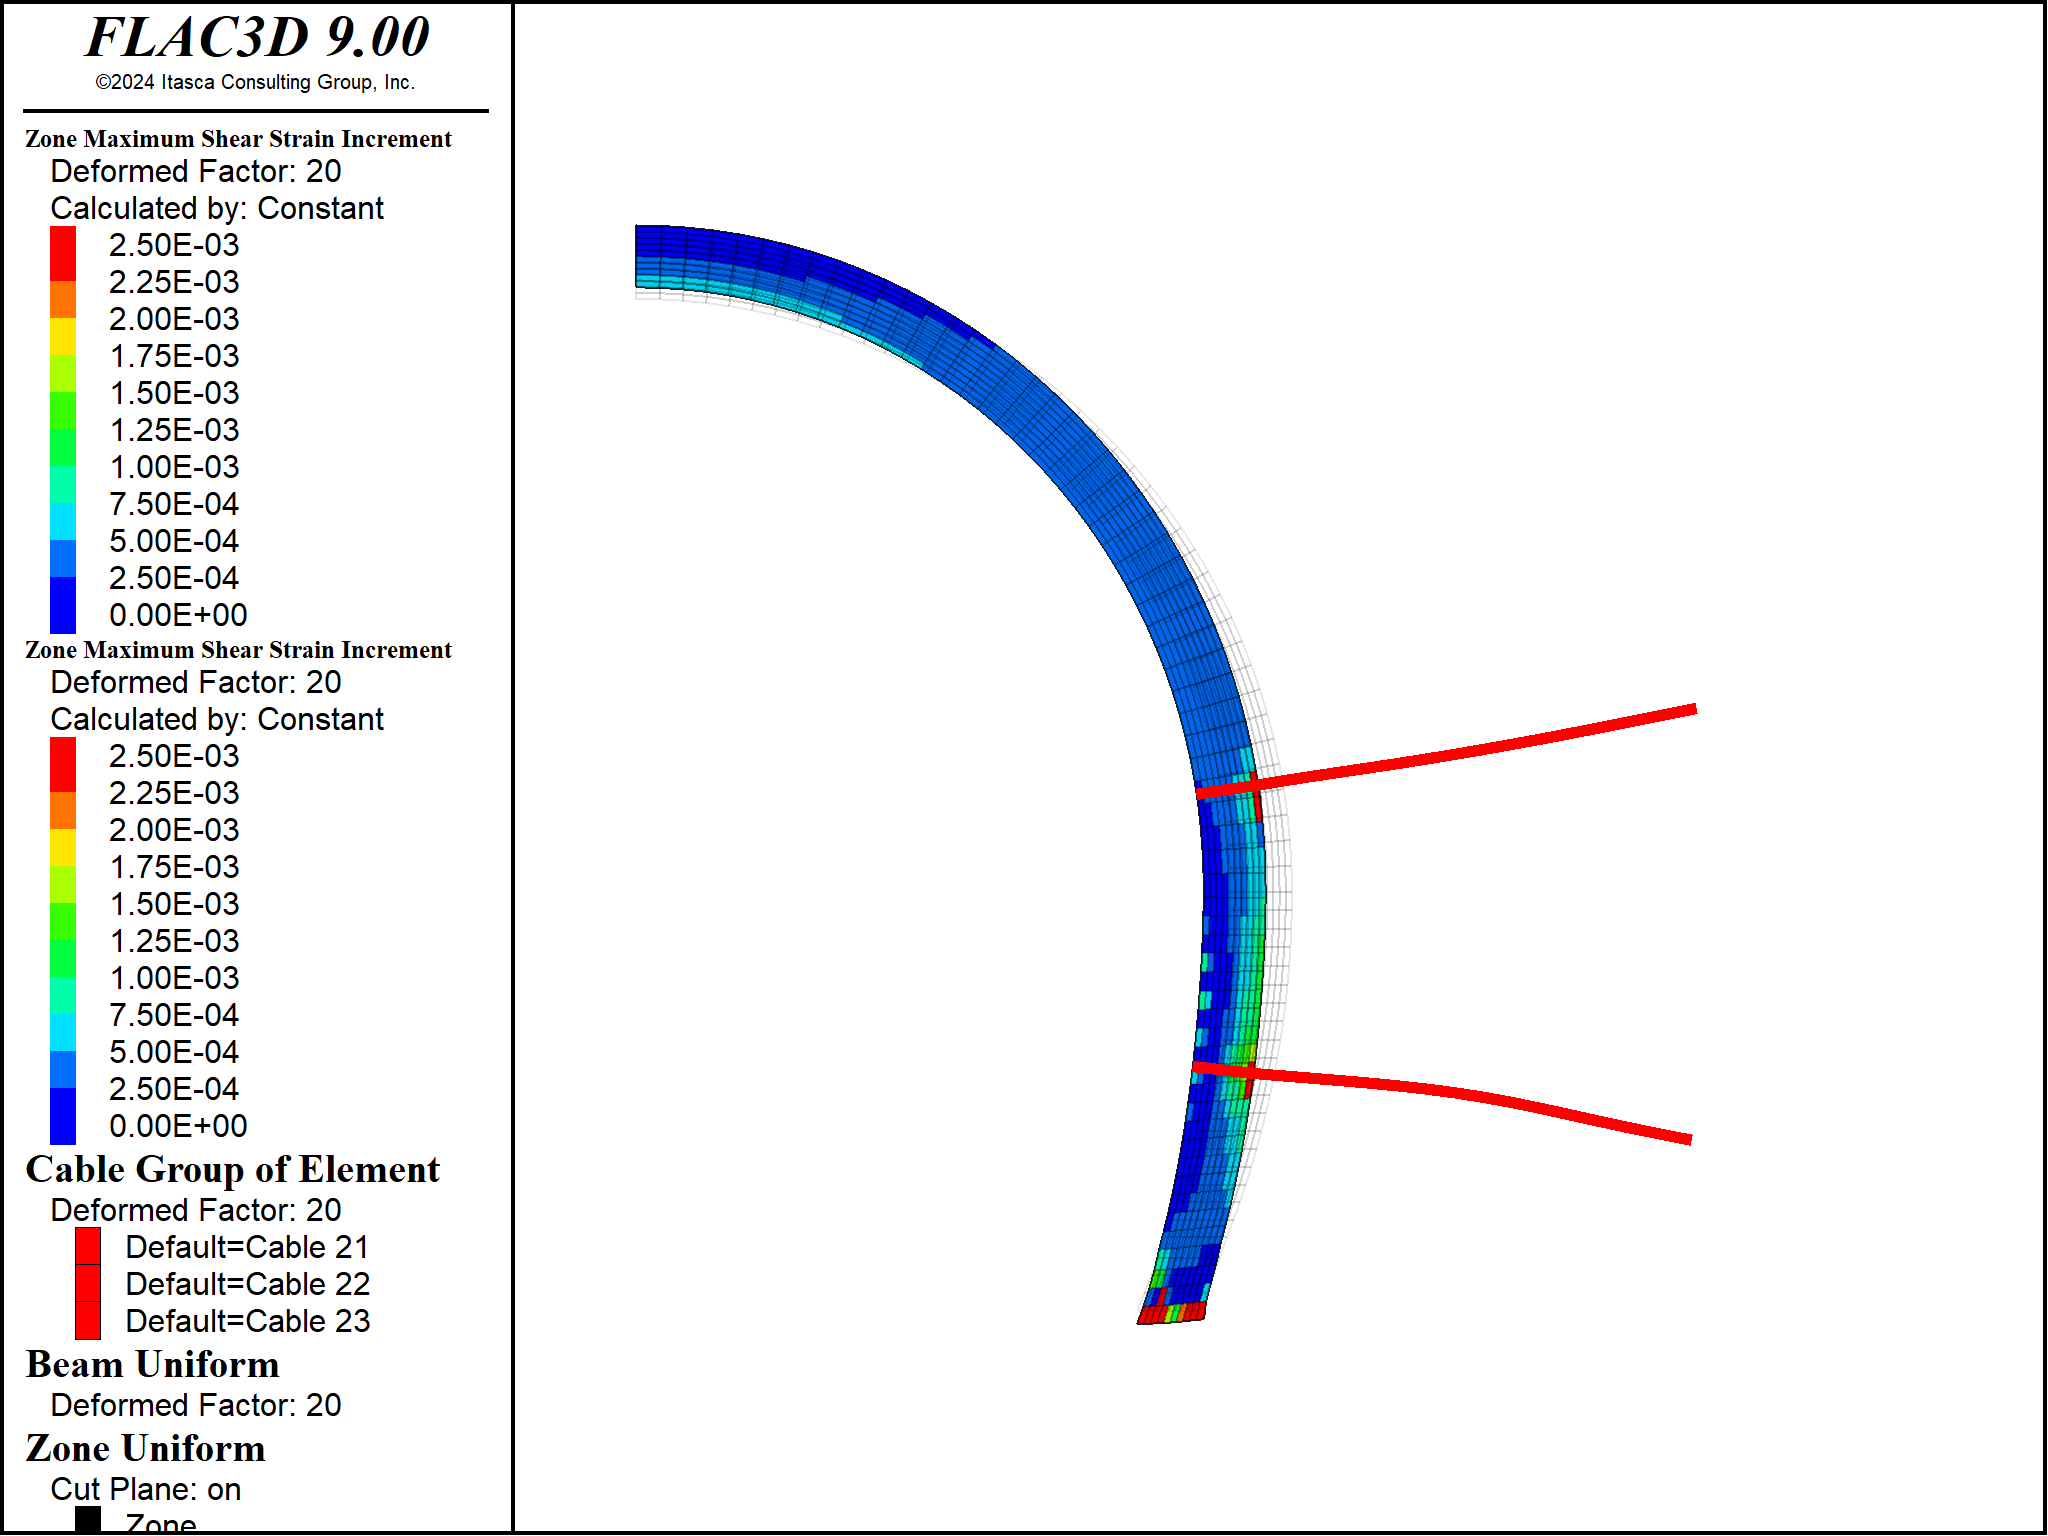 FLAC3D 9.00
©2024 Itasca Consulting Group, Inc.
Zone Maximum Shear Strain Increment
Deformed Factor: 20
Calculated by: Constant
2.50E-03
2.25E-03
2.00E-03
1.75E-03
1.50E-03
1.25E-03
1.00E-03
7.50E-04
5.00E-04
2.50E-04
0.00E+00
Zone Maximum Shear Strain Increment
Deformed Factor: 20
Calculated by: Constant
2.50E-03
2.25E-03
2.00E-03
1.75E-03
1.50E-03
1.25E-03
1.00E-03
7.50E-04
5.00E-04
2.50E-04
0.00E+00
Cable Group of Element
Deformed Factor: 20
Default=Cable 21
Default=Cable 22
Default=Cable 23
Beam Uniform
Deformed Factor: 20
Zone Uniform
Cut Plane: on
Zone